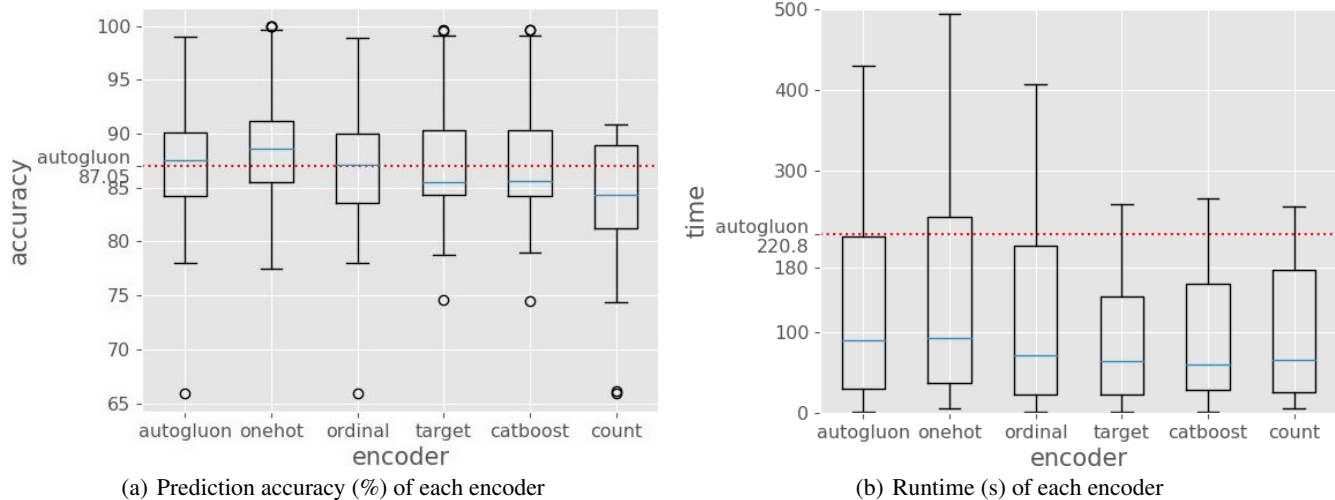 100
95
90
autogluon
87.05
85
80
75
70
65
accuracy
autogluon onehot ordinal target catboost count
encoder
(a) Prediction accuracy (%) of each encoder
500
400
300
autogluon
220.8
180
100
0
time
autogluon onehot ordinal target catboost count
encoder
(b) Runtime (s) of each encoder